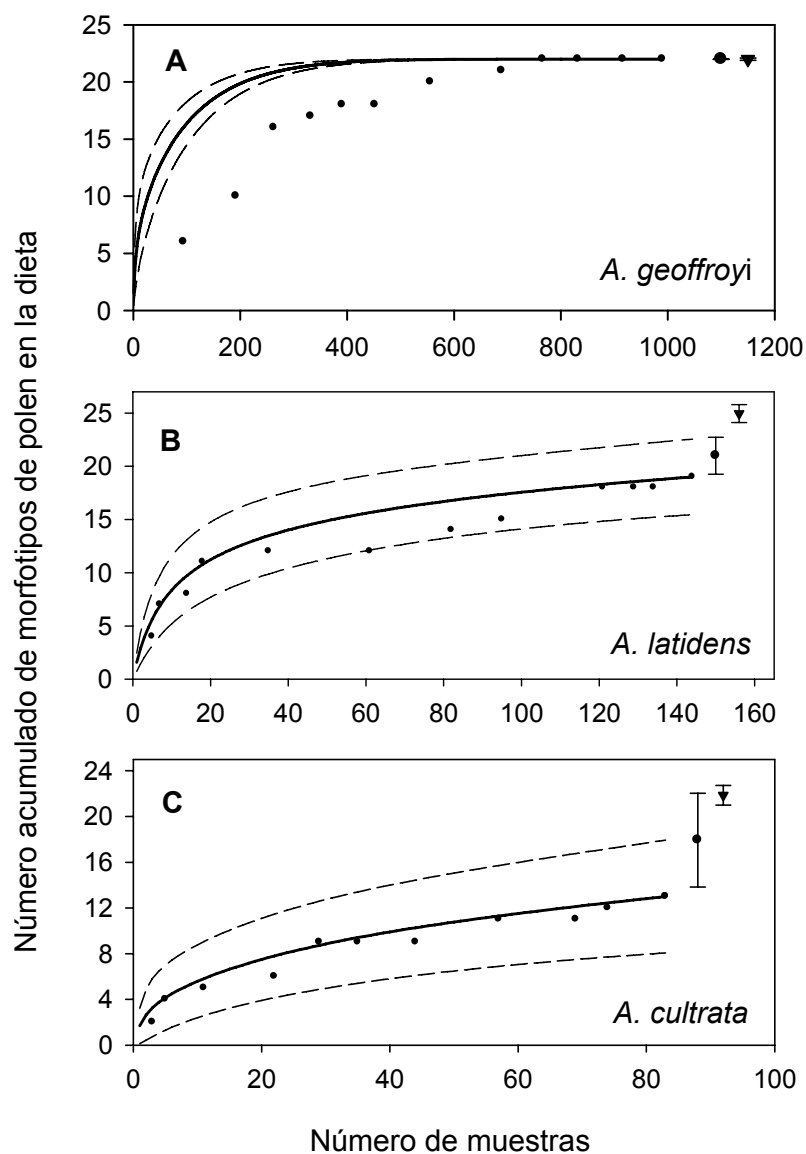 Número acumulado de morfotipos de polen en la dieta
25
20
15
10
5
0
A
A. geoffroyi
0 200 400 600 800 1000 1200
25
20
15
10
5
0
B
A. latidens
0 20 40 60 80 100 120 140 160
24
20
16
12
8
4
0
C
A. cultrata
0 20 40 60 80 100
Número de muestras